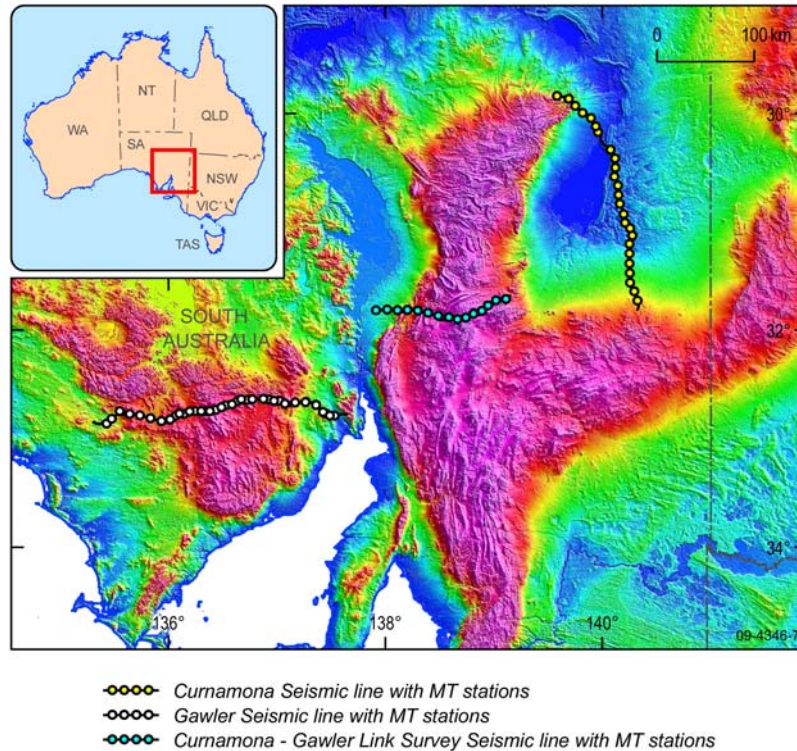 NT
WA
QLD
SA
NSW
VIC
TAS
0 100 km
30°
SOUTH
AUSTRALIA
32°
34°
136° 138° 140°
09-4346-7
Curnamona Seismic line with MT stations
Gawler Seismic line with MT stations
Curnamona - Gawler Link Survey Seismic line with MT stations